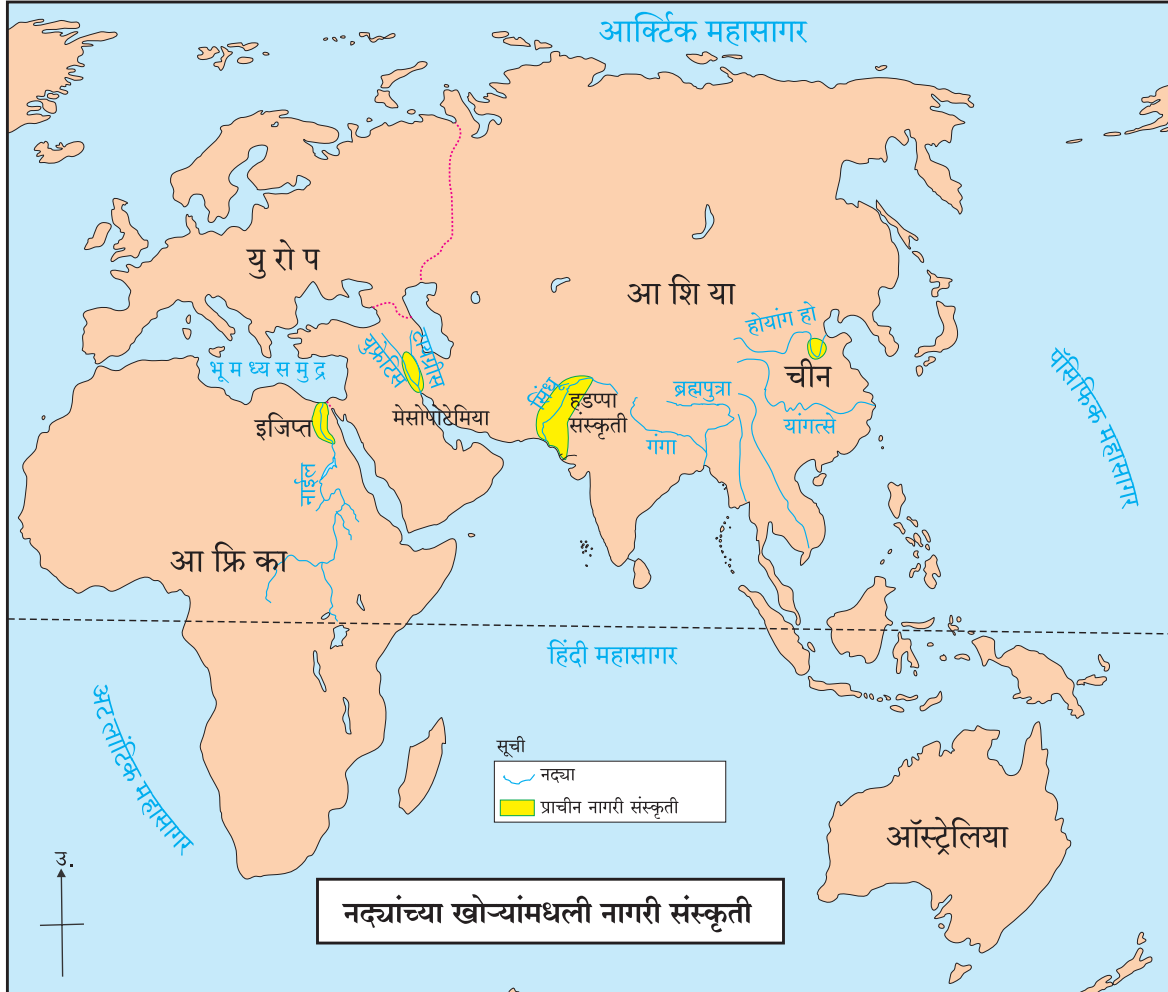 आर्क्टिक महासागर
यु रो प
आ शि या
होयांग हो
चीन
यांगत्से
भू म ध्य स मु द्र
युफ्रेटिस
टायग्रीस
मेसोपोटेमिया
सिंधू
हडप्पा
संस्कृती
ब्रह्मपुत्रा
गंगा
इजिप्त
नाईल
आ फ्रि का
पॅसिफिक महासागर
हिंदी महासागर
अटलांटिक महासागर
सूची
नद्या
प्राचीन नागरी संस्कृती
ऑस्ट्रेलिया
उ.
नद्यांच्या खोऱ्यांमधली नागरी संस्कृती